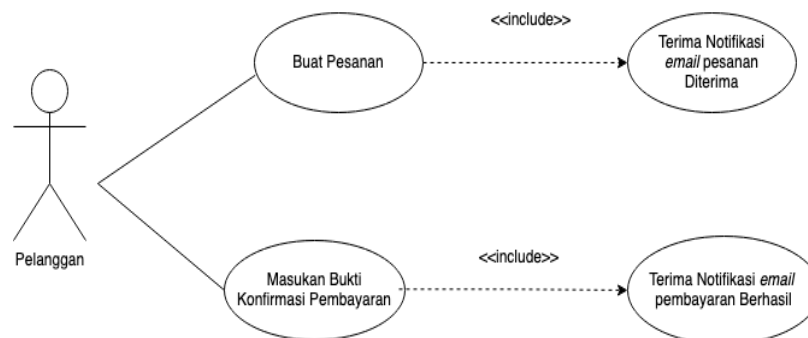 <<include>>
Buat Pesanan
Terima Notifikasi
email pesanan
Diterima
Pelanggan
<<include>>
Masukan Bukti
Konfirmasi Pembayaran
Terima Notifikasi email
pembayaran Berhasil